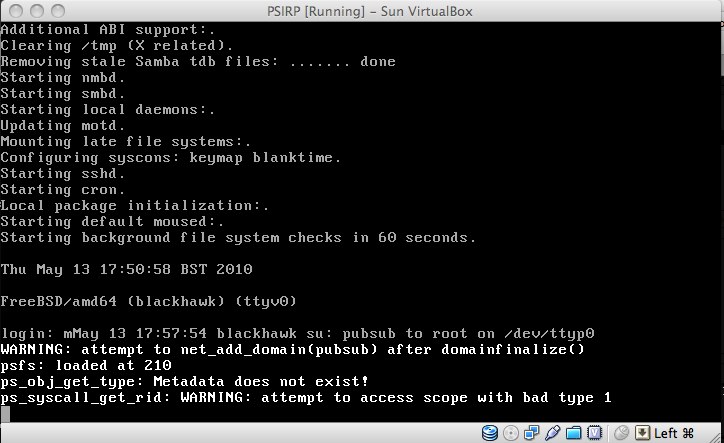 PSIRP [Running] – Sun VirtualBox
Additional ABI support:.
Clearing /tmp (X related).
Removing stale Samba tdb files: ....... done
Starting nmbd.
Starting smbd.
Starting local daemons:.
Updating motd.
Mounting late file systems:.
Configuring syscons: keymap blanktime.
Starting sshd.
Starting cron.
Local package initialization:.
Starting default moused:.
Starting background file system checks in 60 seconds.
Thu May 13 17:50:58 BST 2010
FreeBSD/amd64 (blackhawk) (ttyv0)
login: mMay 13 17:57:54 blackhawk su: pubsub to root on /dev/ttyp0
WARNING: attempt to net_add_domain(pubsub) after domainfinalize()
psfs: loaded at 210
ps_obj_get_type: Metadata does not exist!
ps_syscall_get_rid: WARNING: attempt to access scope with bad type 1
Left ⌘